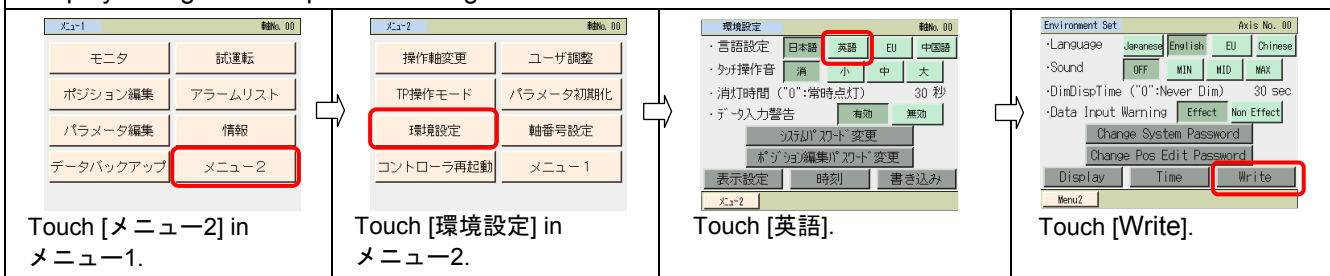 メニュー1 軸No. 00
モニタ 試運転
ポジション編集 アラームリスト
パラメータ編集 情報
データバックアップ メニュー2
Touch [メニュー2] in
メニュー1.
メニュー2 軸No. 00
操作軸変更 ユーザ調整
TP操作モード パラメータ初期化
環境設定 軸番号設定
コントローラ再起動 メニュー1
Touch [環境設定] in
メニュー2.
環境設定 軸No. 00
・言語設定 日本語 英語 EU 中国語
・タッチ操作音 消 小 中 大
・消灯時間 ("0":常時点灯) 30 秒
・データ入力警告 有効 無効
システムパスワード変更
ポジション編集パスワード変更
表示設定 時刻 書き込み
メニュー2
Touch [英語].
Environment Set Axis No. 00
・Language Japanese English EU Chinese
・Sound OFF MIN MID MAX
・DimDispTime ("0":Never Dim) 30 sec
・Data Input Warning Effect Non Effect
Change System Password
Change Pos Edit Password
Display Time Write
Menu2
Touch [Write].